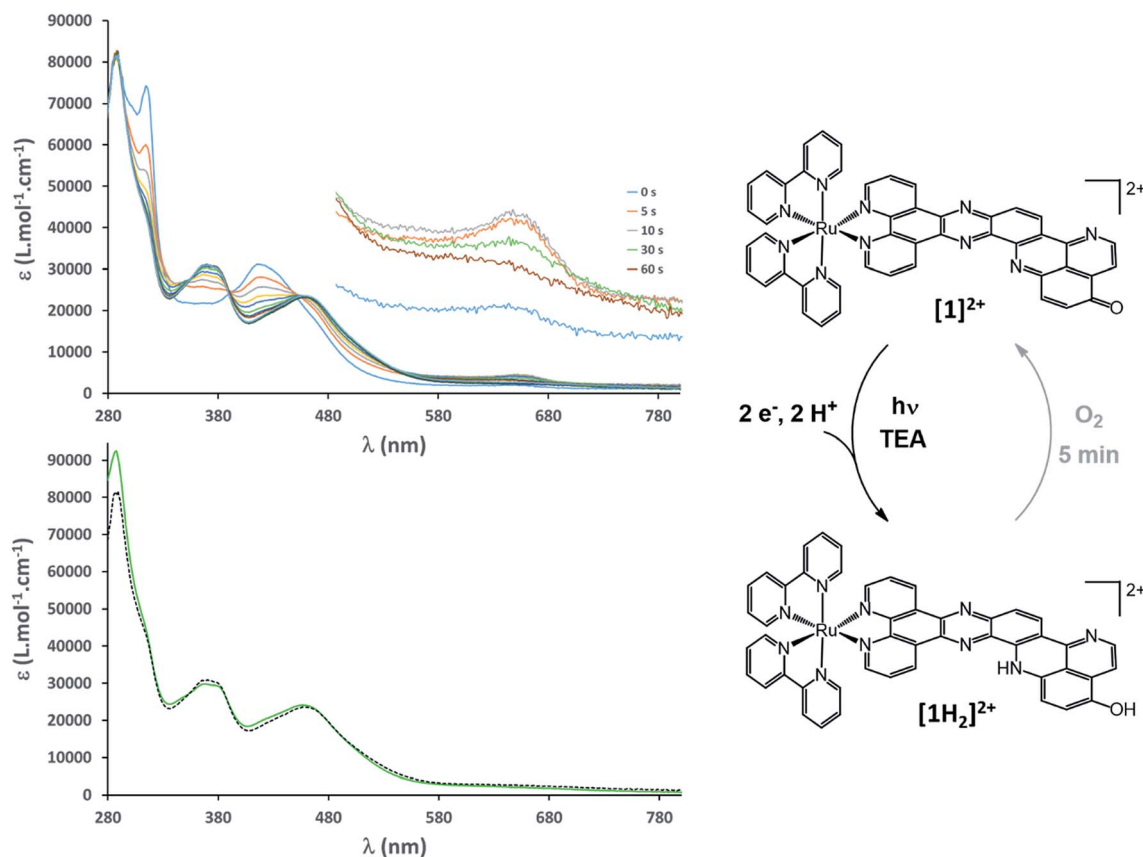 90000
80000
70000
60000
50000
40000
30000
20000
10000
0
ε (L.mol-1.cm-1)
280 380 480 580 680 780
λ (nm)
0 s
5 s
10 s
30 s
60 s
90000
80000
70000
60000
50000
40000
30000
20000
10000
0
ε (L.mol-1.cm-1)
280 380 480 580 680 780
λ (nm)
2+
N
N
N
N
Ru
N
N
N
N
N
N
O
[1]2+
2 e-, 2 H+
hν
TEA
O2
5 min
2+
N
N
N
N
Ru
N
N
N
N
N
HN
OH
[1H2]2+